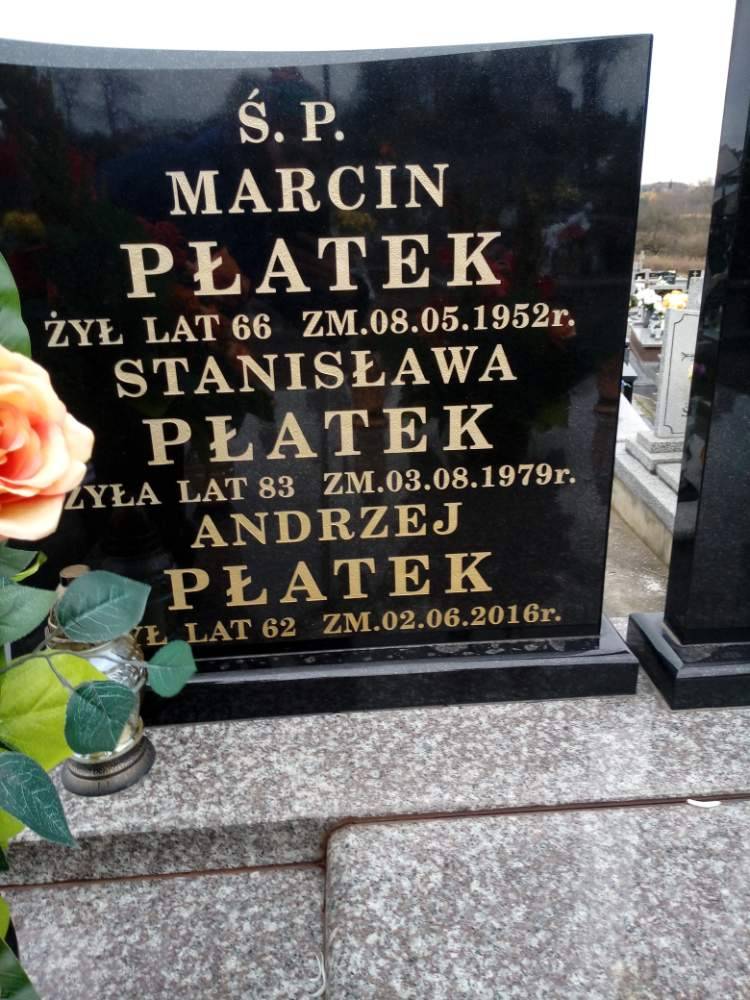 Ś. P.
MARCIN
PŁATEK
ŻYŁ LAT 66 ZM.08.05.1952r.
STANISŁAWA
PŁATEK
ŻYŁA LAT 83 ZM.03.08.1979r.
ANDRZEJ
PŁATEK
LAT 62 ZM.02.06.2016r.